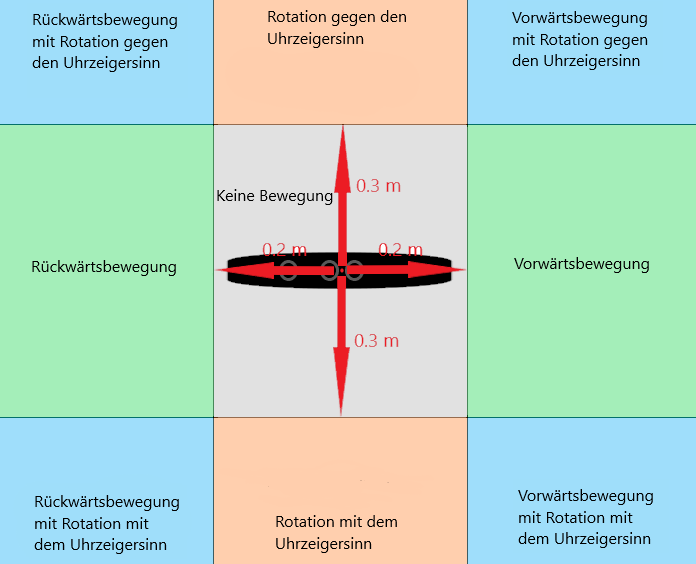 Rückwärtsbewegung
mit Rotation gegen
den Uhrzeigersinn
Rotation gegen den
Uhrzeigersinn
Vorwärtsbewegung
mit Rotation gegen
den Uhrzeigersinn
0.3 m
Keine Bewegung
0.2 m
0.2 m
Rückwärtsbewegung
Vorwärtsbewegung
0.3 m
Rückwärtsbewegung
mit Rotation mit
dem Uhrzeigersinn
Rotation mit dem
Uhrzeigersinn
Vorwärtsbewegung
mit Rotation mit
dem Uhrzeigersinn